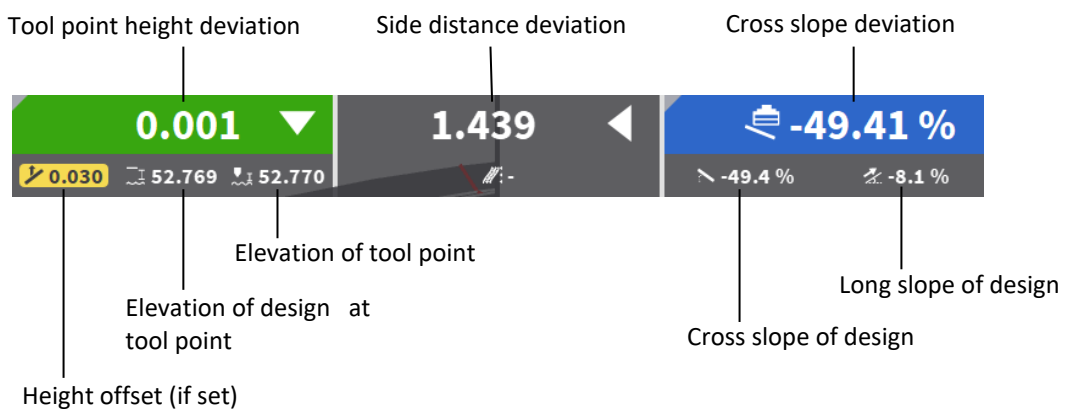 Tool point height deviation
Side distance deviation
Cross slope deviation
0.001
1.439
-49.41 %
0.030
52.769
52.770
:-
-49.4 %
-8.1 %
Elevation of tool point
Long slope of design
Elevation of design at
tool point
Cross slope of design
Height offset (if set)